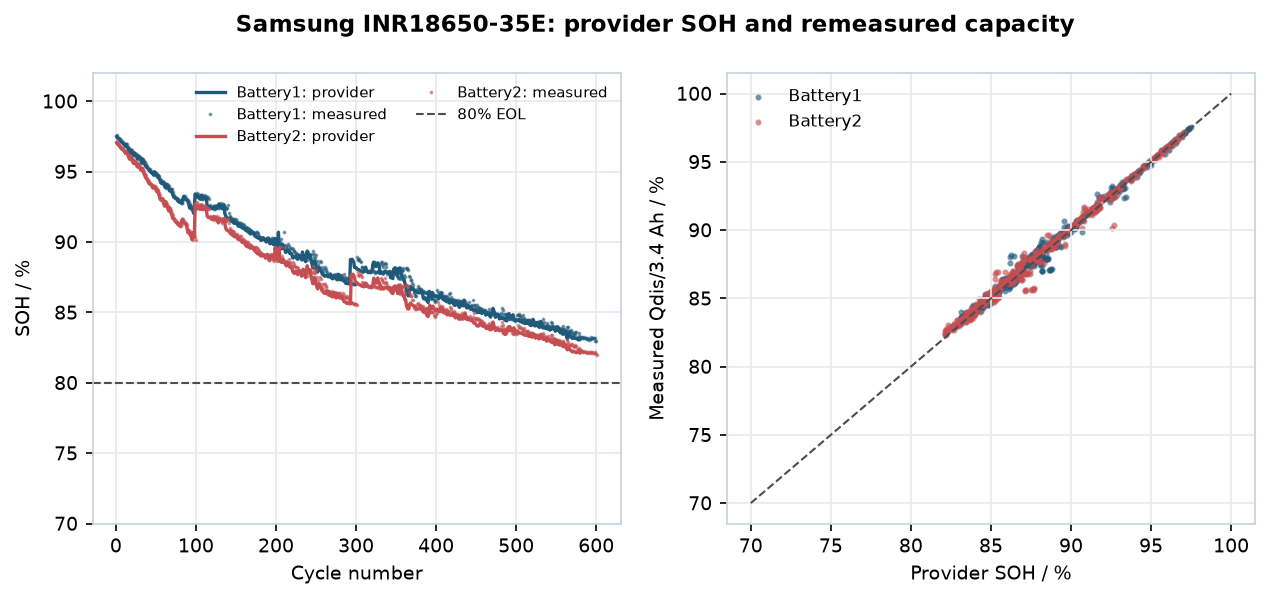 Samsung INR18650-35E: provider SOH and remeasured capacity
Battery1: provider
Battery1: measured
Battery2: provider
Battery2: measured
80% EOL
SOH / %
100
95
90
85
80
75
70
0 100 200 300 400 500 600
Cycle number
Battery1
Battery2
Measured Qdis/3.4 Ah / %
100
95
90
85
80
75
70
70 75 80 85 90 95 100
Provider SOH / %